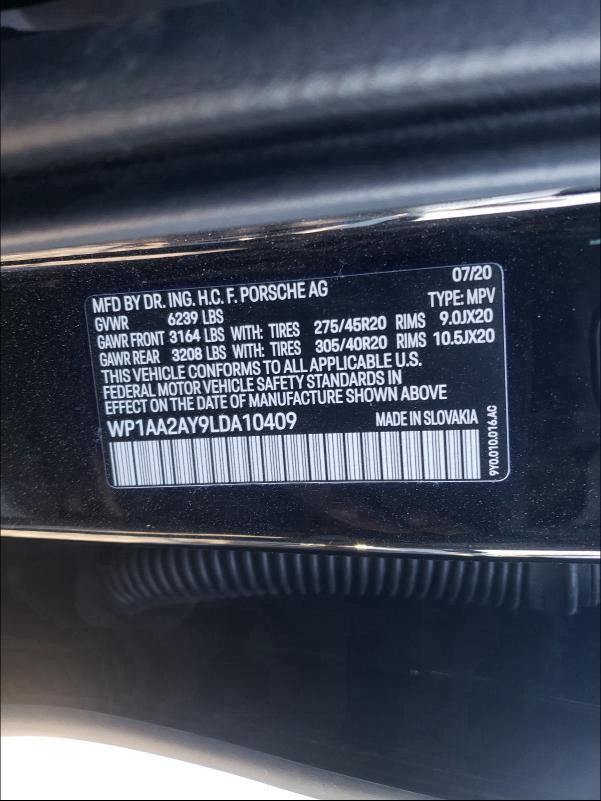 MFD BY DR. ING. H.C. F. PORSCHE AG 07/20
GVWR 6239 LBS TYPE: MPV
GAWR FRONT 3164 LBS WITH: TIRES 275/45R20 RIMS 9.0JX20
GAWR REAR 3208 LBS WITH: TIRES 305/40R20 RIMS 10.5JX20
THIS VEHICLE CONFORMS TO ALL APPLICABLE U.S.
FEDERAL MOTOR VEHICLE SAFETY STANDARDS IN
EFFECT ON THE DATE OF MANUFACTURE SHOWN ABOVE
WP1AA2AY9LDA10409 MADE IN SLOVAKIA
9Y0.010.016.AC